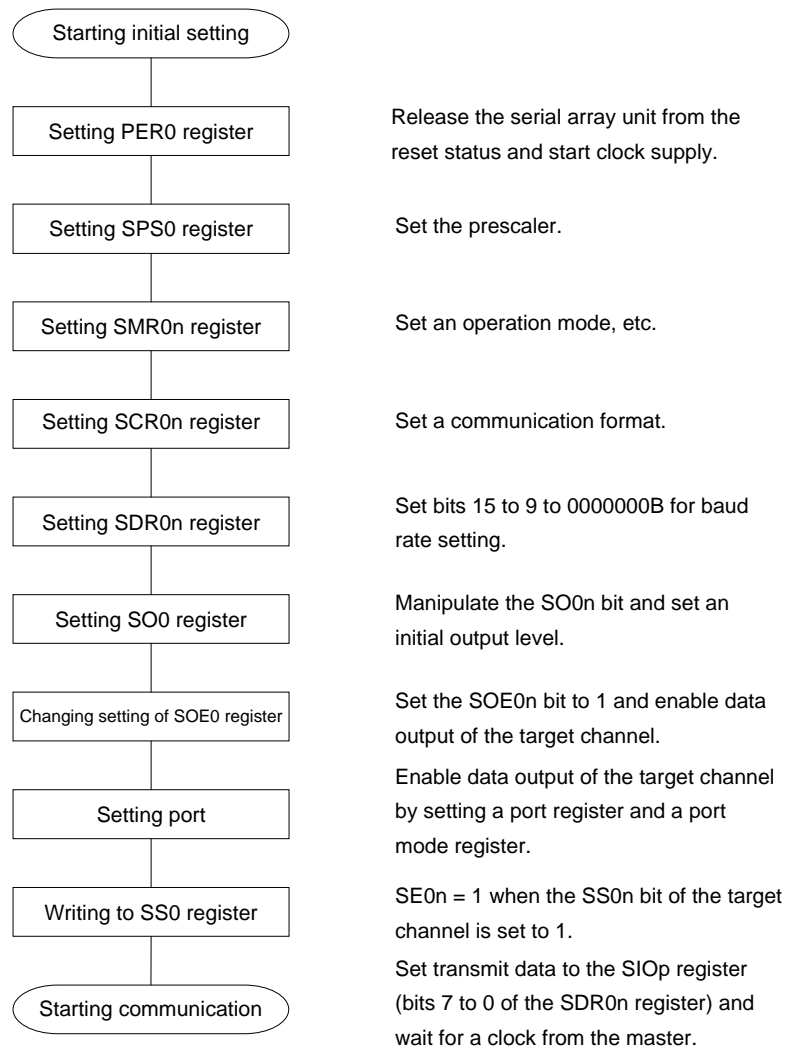 Starting initial setting
Setting PER0 register
Release the serial array unit from the
reset status and start clock supply.
Setting SPS0 register
Set the prescaler.
Setting SMR0n register
Set an operation mode, etc.
Setting SCR0n register
Set a communication format.
Setting SDR0n register
Set bits 15 to 9 to 0000000B for baud
rate setting.
Setting SO0 register
Manipulate the SO0n bit and set an
initial output level.
Changing setting of SOE0 register
Set the SOE0n bit to 1 and enable data
output of the target channel.
Setting port
Enable data output of the target channel
by setting a port register and a port
mode register.
Writing to SS0 register
SE0n = 1 when the SS0n bit of the target
channel is set to 1.
Starting communication
Set transmit data to the SIOp register
(bits 7 to 0 of the SDR0n register) and
wait for a clock from the master.